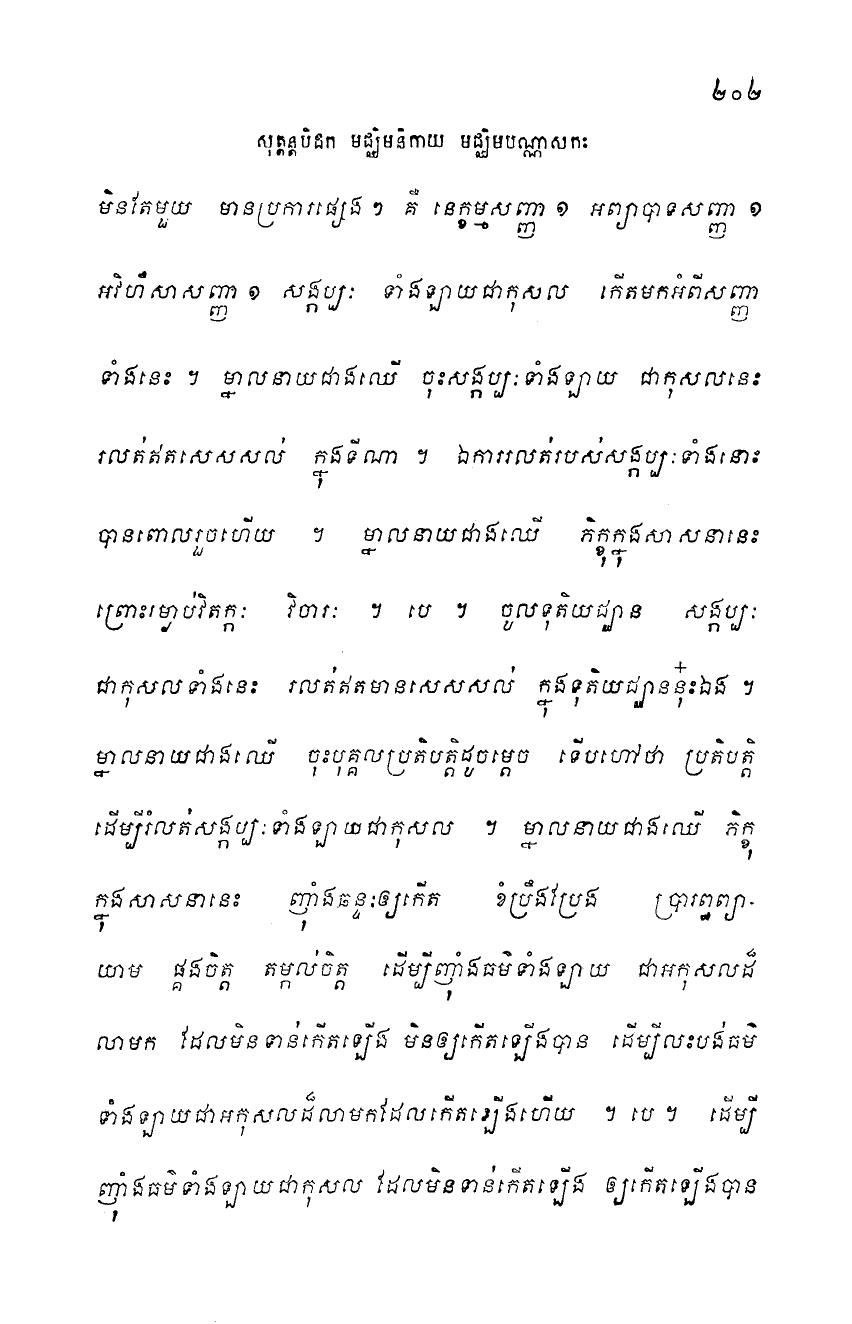 ២០២
សុត្តន្តបិដក មជ្ឈិមនិកាយ មជ្ឈិមបណ្ណាសកៈ
មិនតែមួយ មានប្រការផ្សេងៗ គឺ នេក្ខម្មសញ្ញា ១ អព្យាបាទសញ្ញា ១
អវិហឹសាសញ្ញា ១ សង្កប្បៈ ទាំងឡាយជាកុសល កើតមកអំពីសញ្ញា
ទាំងនេះ ។ ម្នាលនាយជាងឈើ ចុះសង្កប្បៈទាំងឡាយ ជាកុសលនេះ
រលត់ឥតសេសសល់ ក្នុងទីណា ។ ឯការរលត់របស់សង្កប្បៈទាំងនោះ
បានពោលរួចហើយ ។ ម្នាលនាយជាងឈើ ភិក្ខុក្នុងសាសនានេះ
ព្រោះរម្ងាប់វិតក្កៈ វិចារៈ ។ បេ ។ ចូលទុតិយជ្ឈាន សង្កប្បៈ
ជាកុសលទាំងនេះ រលត់ឥតមានសេសសល់ ក្នុងទុតិយជ្ឈាននុ៎ះឯង ។
ម្នាលនាយជាងឈើ ចុះបុគ្គលប្រតិបត្តិដូចម្តេច ទើបហៅថា ប្រតិបត្តិ
ដើម្បីរំលត់សង្កប្បៈទាំងឡាយជាកុសល ។ ម្នាលនាយជាងឈើ ភិក្ខុ
ក្នុងសាសនានេះ ញុំាងឆន្ទៈឲ្យកើត ខំប្រឹងប្រែង ប្រារព្ធព្យា-
យាម ផ្គងចិត្ត តម្កល់ចិត្ត ដើម្បីញុំាងធម៌ទាំងឡាយ ជាអកុសលដ៏
លាមក ដែលមិនទាន់កើតឡើង មិនឲ្យកើតឡើងបាន ដើម្បីលះបង់ធម៌
ទាំងឡាយជាអកុសលដ៏លាមកដែលកើតឡើងហើយ ។ បេ ។ ដើម្បី
ញុំាងធម៌ទាំងឡាយជាកុសល ដែលមិនទាន់កើតឡើង ឲ្យកើតឡើងបាន